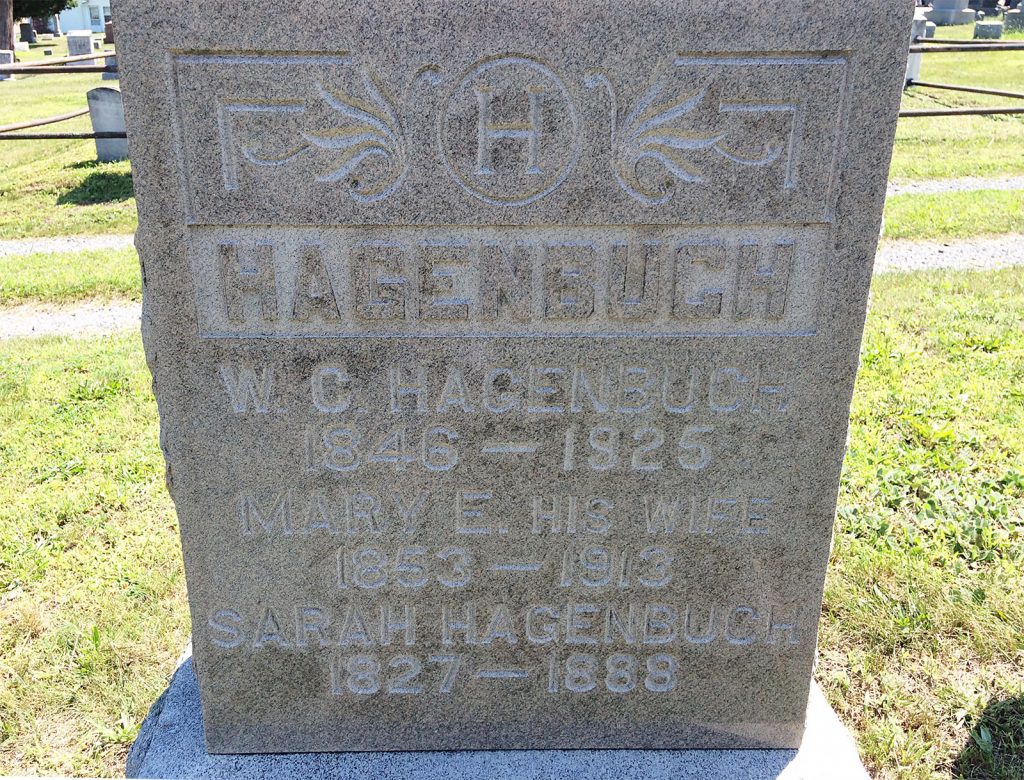 H
HAGENBUCH
W. C. HAGENBUCH
1846 — 1925
MARY E. HIS WIFE
1853 — 1913
SARAH HAGENBUCH
1827 — 1888